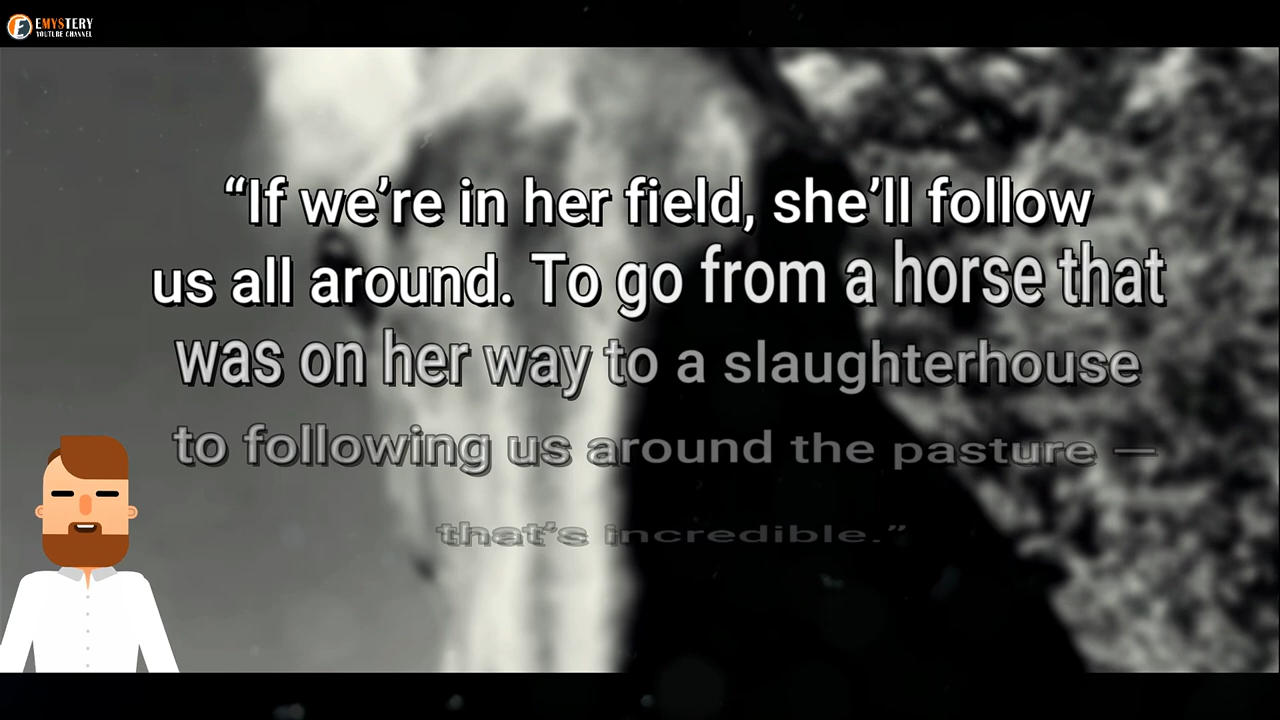 EMYSTERY
YOUTUBE CHANNEL
“If we’re in her field, she’ll follow
us all around. To go from a horse that
was on her way to a slaughterhouse
to following us around the pasture —
that’s incredible.”